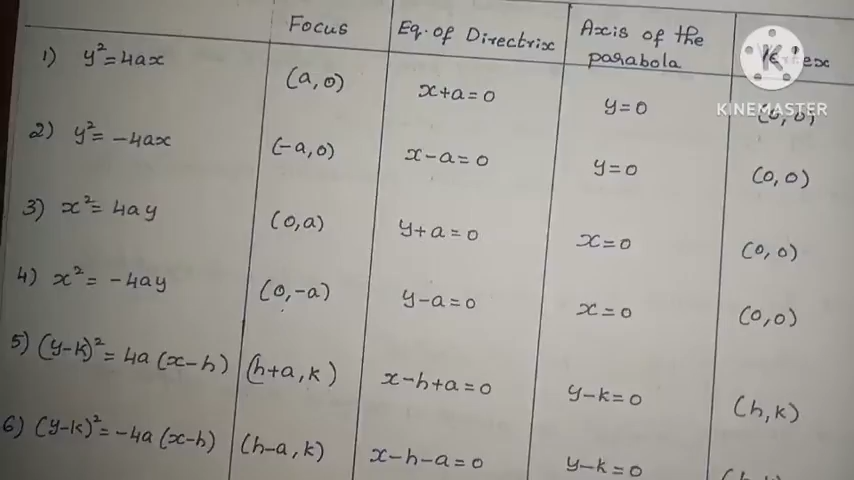 Focus Eq. of Directrix Axis of the parabola
1) y² = 4ax (a, 0) x+a = 0 y = 0 (0, 0)
2) y² = -4ax (-a, 0) x-a = 0 y = 0 (0, 0)
3) x² = 4ay (0, a) y+a = 0 x = 0 (0, 0)
4) x² = -4ay (0, -a) y-a = 0 x = 0 (0, 0)
5) (y-k)² = 4a (x-h) (h+a, k) x-h+a = 0 y-k = 0 (h, k)
6) (y-k)² = -4a (x-h) (h-a, k) x-h-a = 0 y-k = 0
KINEMASTER